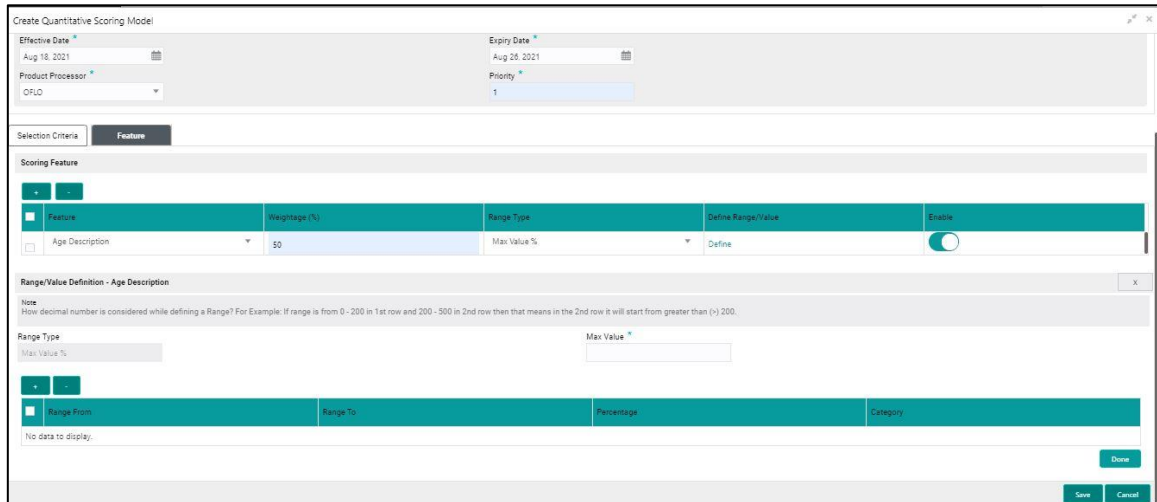 Create Quantitative Scoring Model
Effective Date *
Expiry Date *
Aug 18, 2021
Aug 26, 2021
Product Processor *
Priority *
OFLO
1
Selection Criteria
Feature
Scoring Feature
+ -
Feature Weightage (%) Range Type Define Range/Value Enable
Age Description 50 Max Value % Define
Range/Value Definition - Age Description X
Note
How decimal number is considered while defining a Range? For Example: If range is from 0 - 200 in 1st row and 200 - 500 in 2nd row then that means in the 2nd row it will start from greater than (>) 200.
Range Type Max Value *
Max Value %
+ -
Range From Range To Percentage Category
No data to display.
Done
Save Cancel